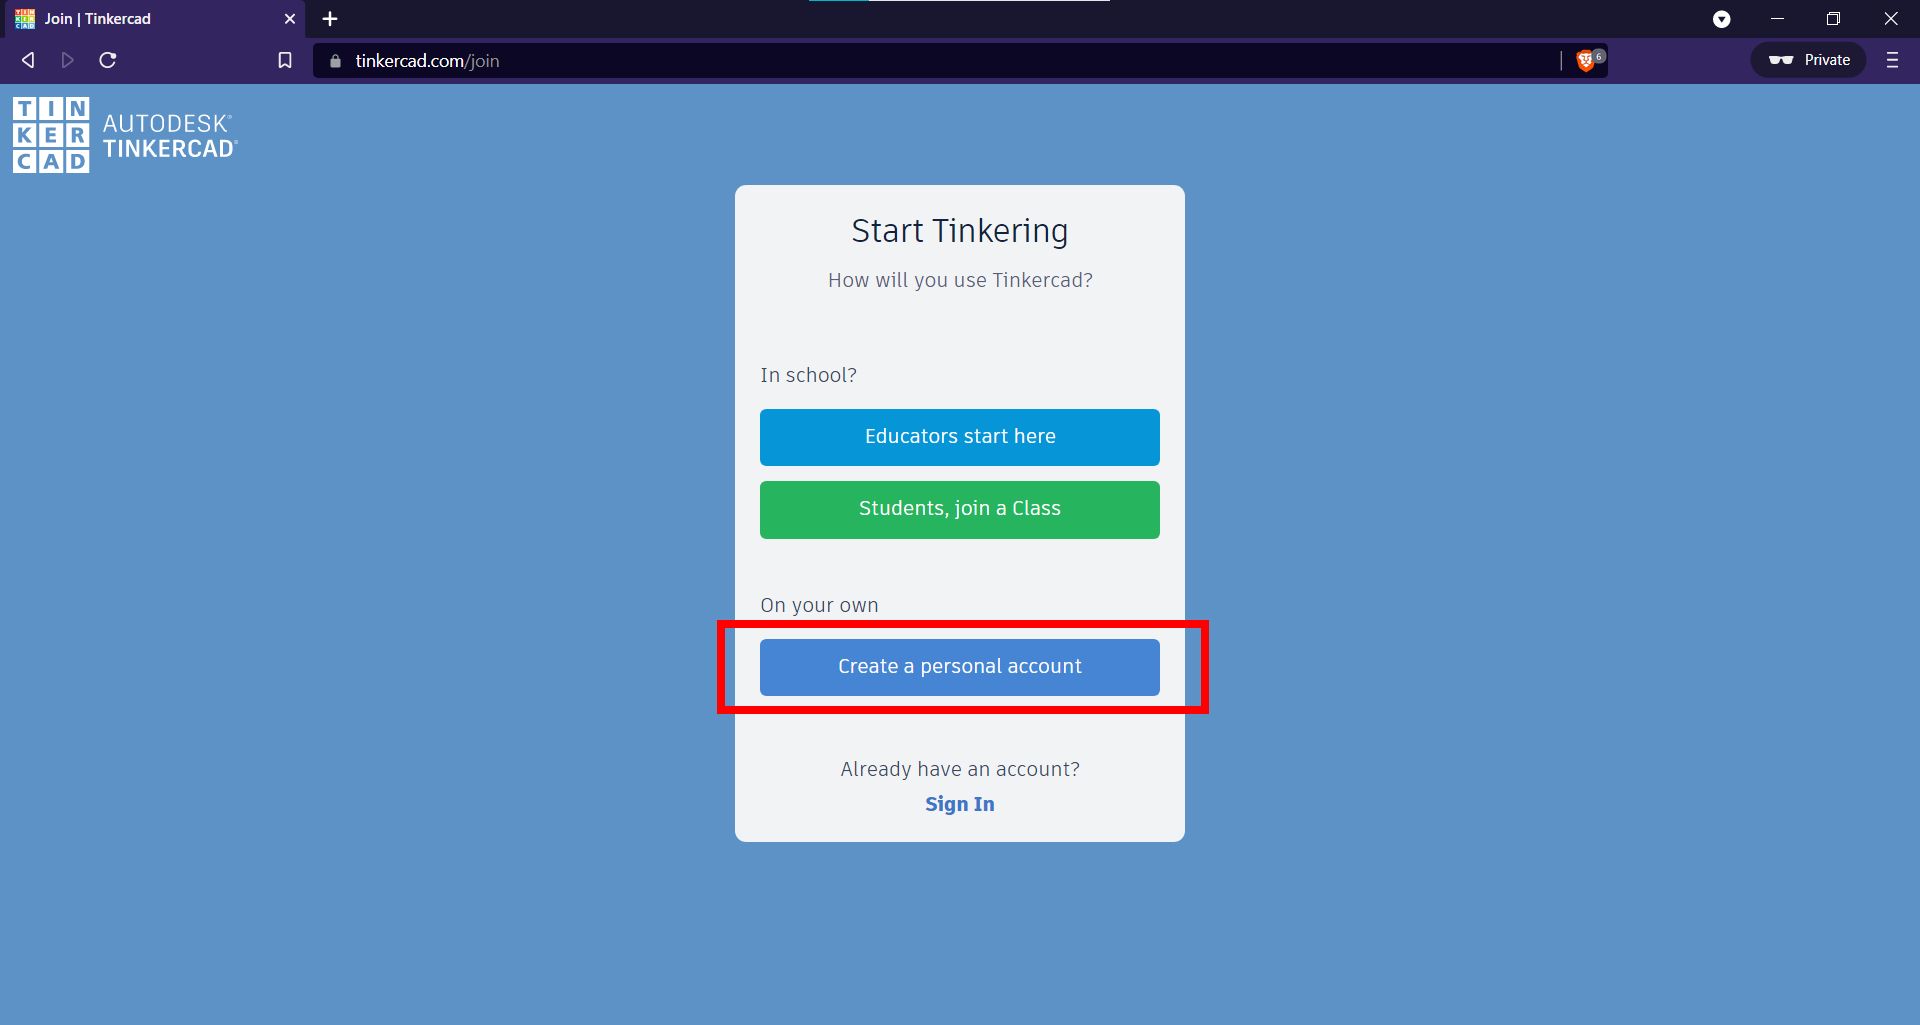 Join | Tinkercad
tinkercad.com/join
6
Private
TIN
KER
CAD
AUTODESK®
TINKERCAD®
Start Tinkering
How will you use Tinkercad?
In school?
Educators start here
Students, join a Class
On your own
Create a personal account
Already have an account?
Sign In